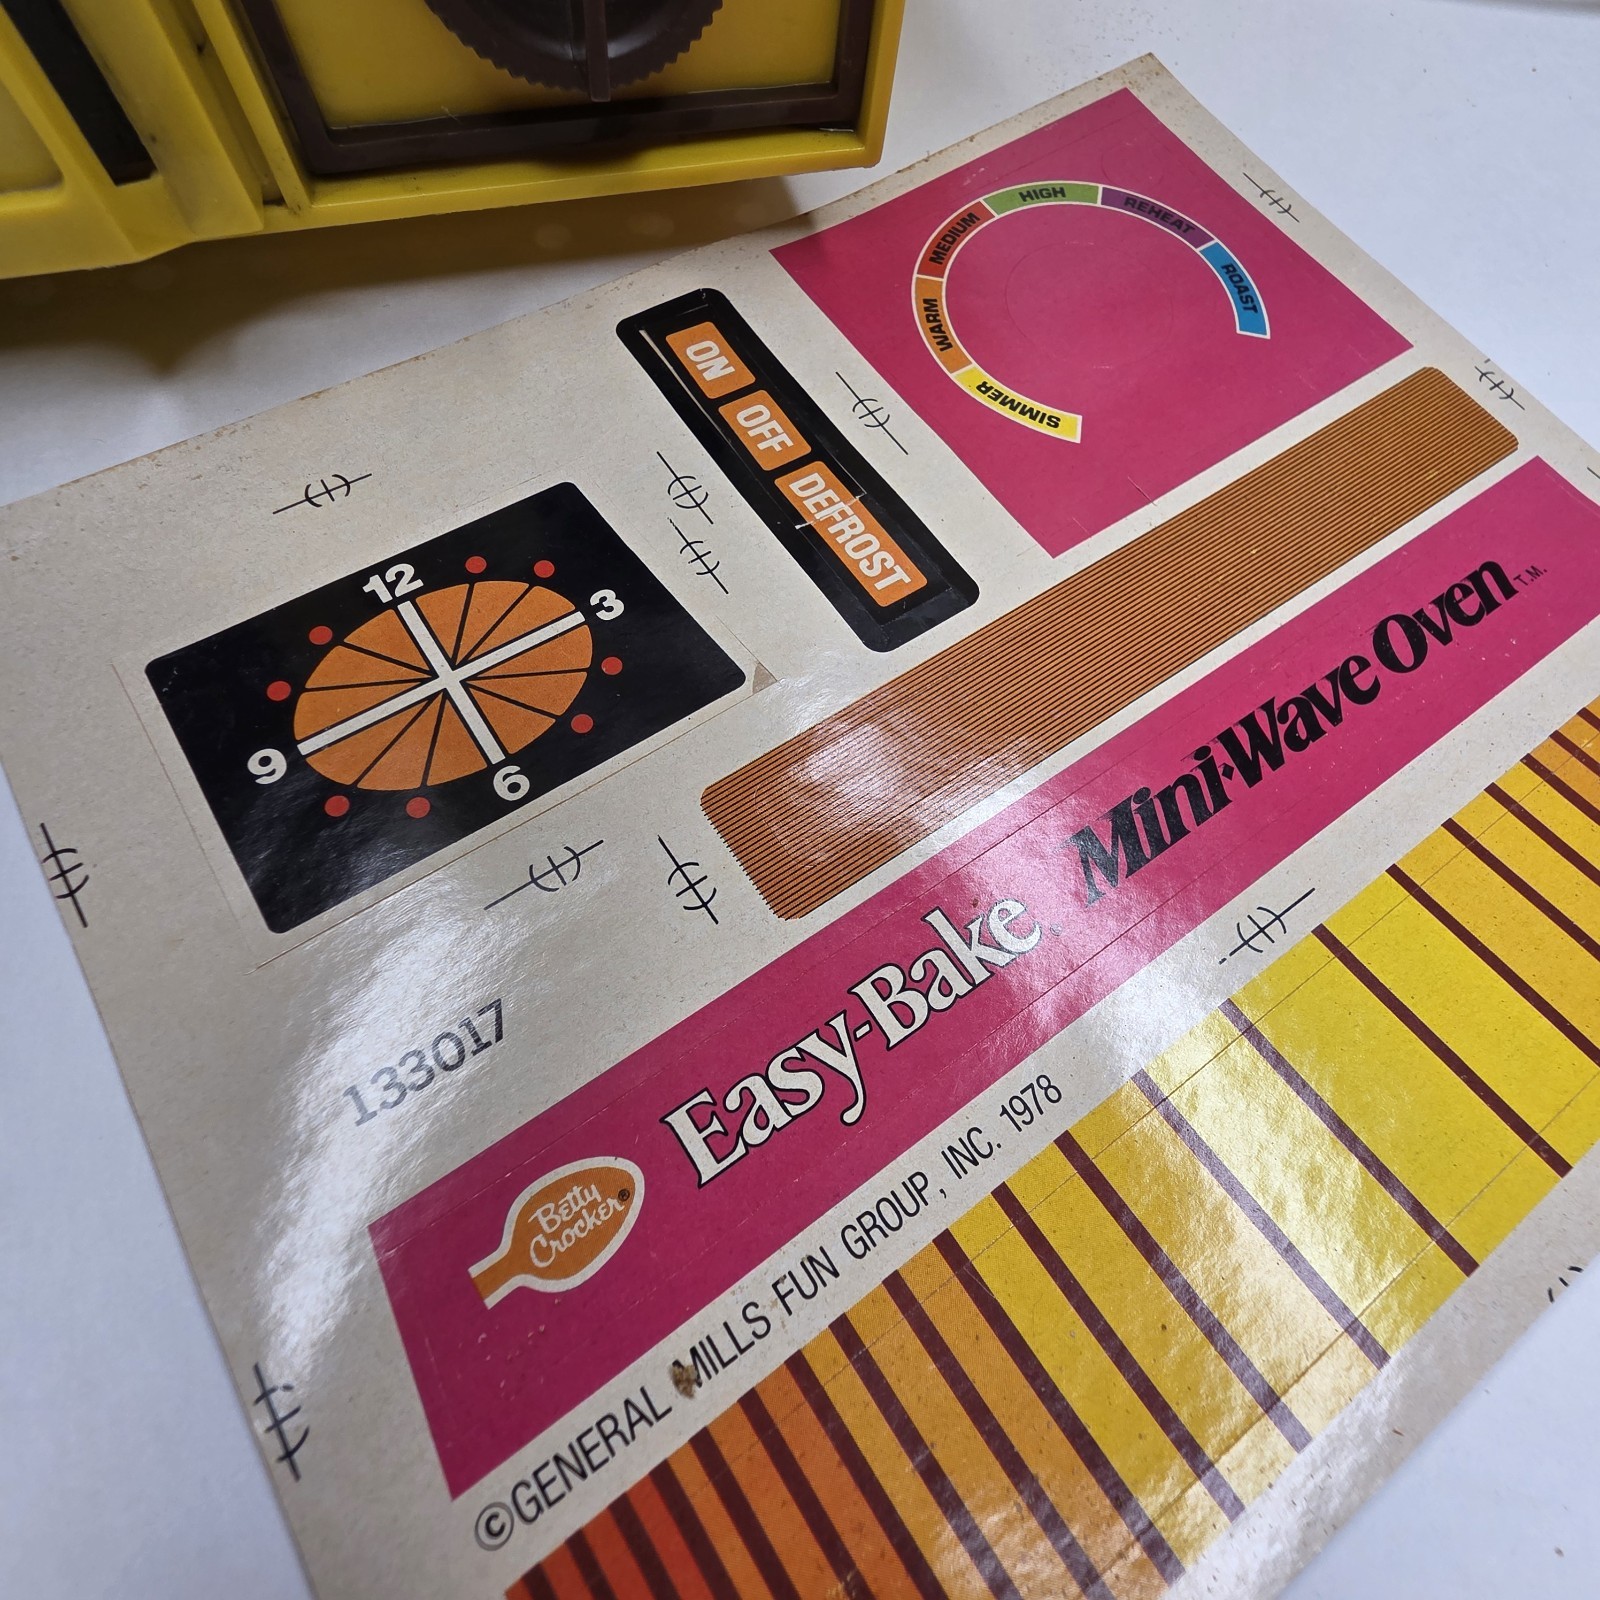 HIGH
REHEAT
MEDIUM
ROAST
WARM
SIMMER
ON
OFF
DEFROST
12
3
9
6
Easy-Bake Mini-Wave Oven T.M.
133017
Betty
Crocker®
©GENERAL MILLS FUN GROUP, INC. 1978